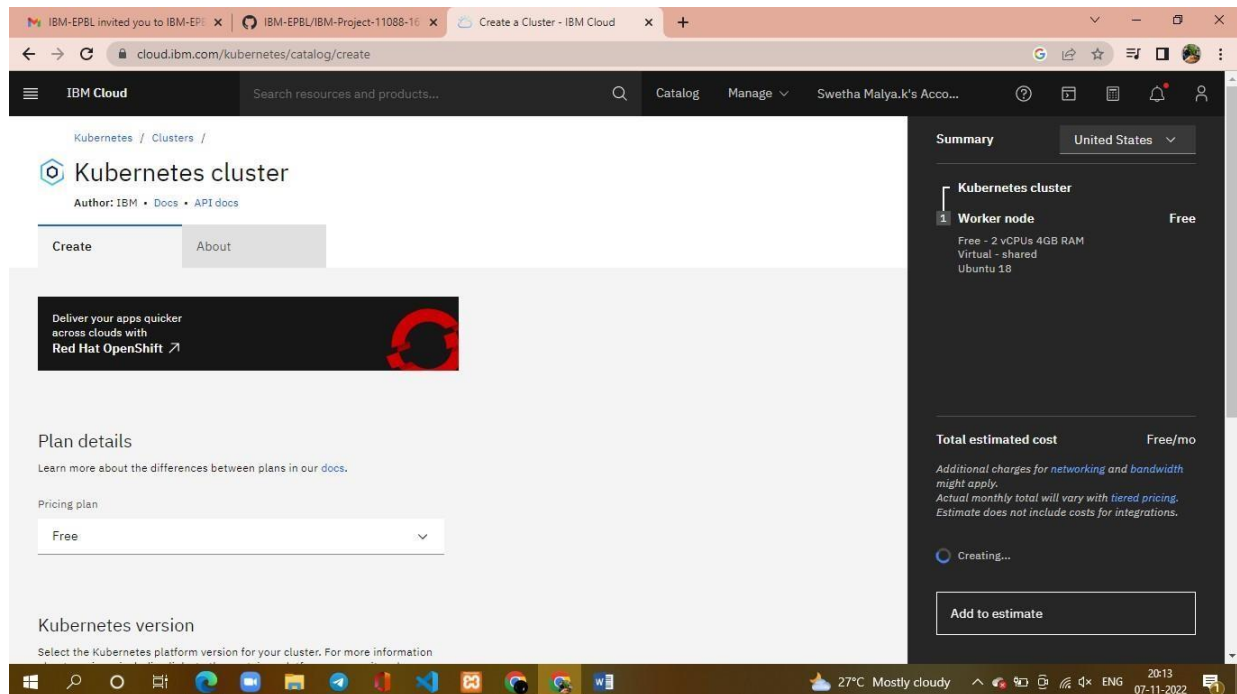 IBM-EPBL invited you to IBM-EPB
IBM-EPBL/IBM-Project-11088-16
Create a Cluster - IBM Cloud
cloud.ibm.com/kubernetes/catalog/create
IBM Cloud
Search resources and products...
Catalog
Manage
Swetha Malya.k's Acco...
Kubernetes / Clusters /
Kubernetes cluster
Author: IBM • Docs • API docs
Create
About
Deliver your apps quicker
across clouds with
Red Hat OpenShift
Plan details
Learn more about the differences between plans in our docs.
Pricing plan
Free
Kubernetes version
Select the Kubernetes platform version for your cluster. For more information
Summary
United States
Kubernetes cluster
1 Worker node Free
Free - 2 vCPUs 4GB RAM
Virtual - shared
Ubuntu 18
Total estimated cost Free/mo
Additional charges for networking and bandwidth
might apply.
Actual monthly total will vary with tiered pricing.
Estimate does not include costs for integrations.
Creating...
Add to estimate
27°C Mostly cloudy
ENG
20:13
07-11-2022